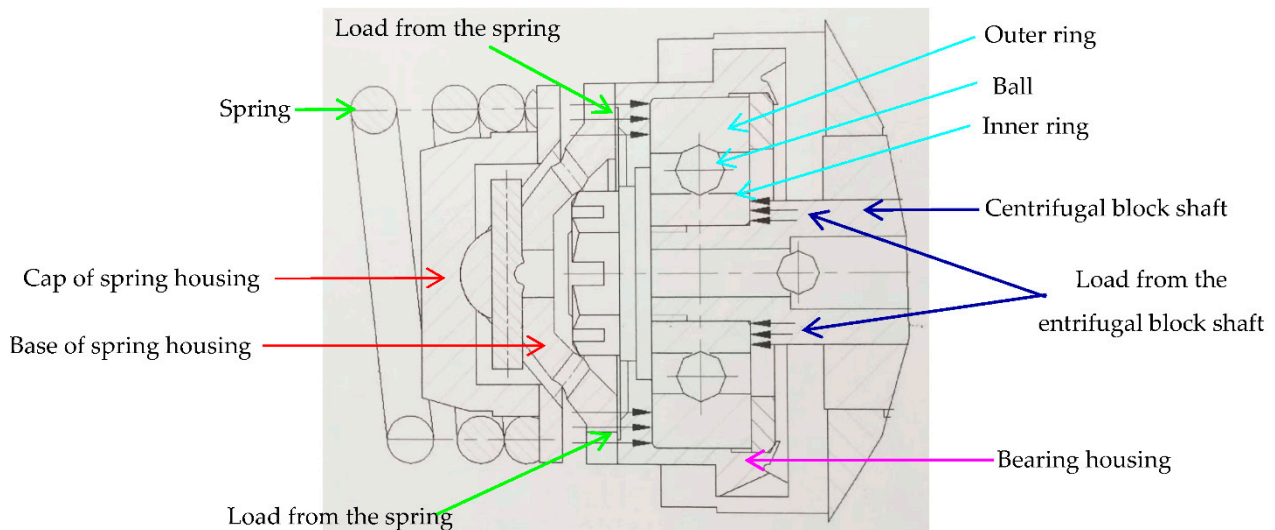 Load from the spring
Outer ring
Ball
Spring
Inner ring
Centrifugal block shaft
Cap of spring housing
Load from the
entrifugal block shaft
Base of spring housing
Bearing housing
Load from the spring